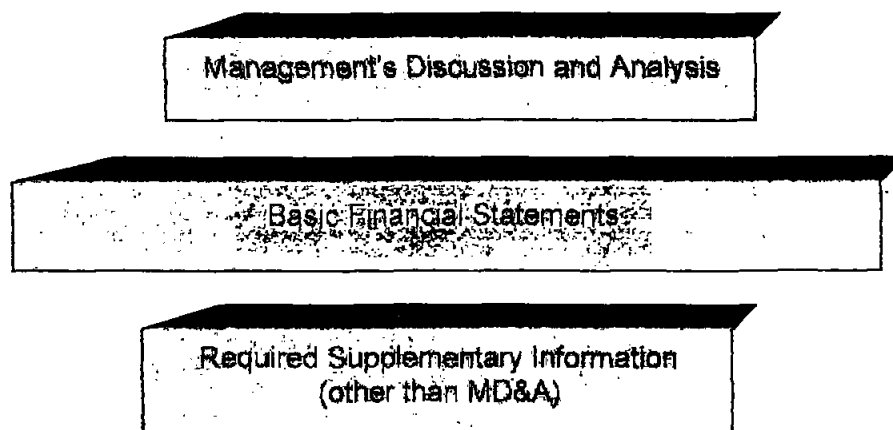 Management's Discussion and Analysis
Basic Financial Statements
Required Supplementary Information
(other than MD&A)